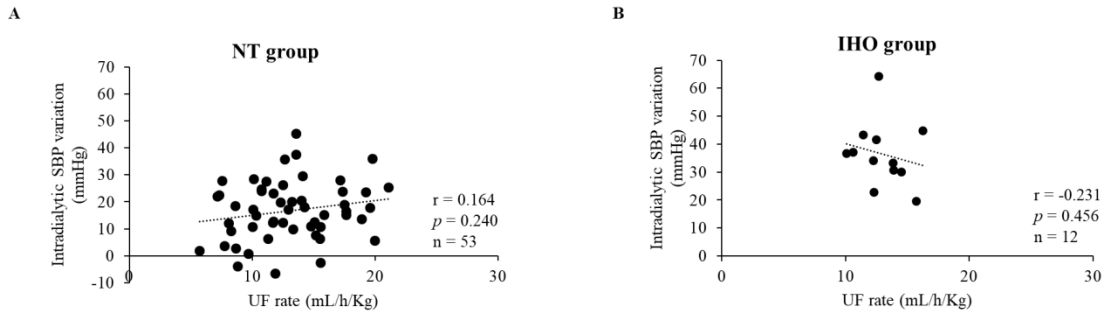 A
NT group
Intradialytic SBP variation
(mmHg)
70
60
50
40
30
20
10
0
-10
0
10
20
30
UF rate (mL/h/Kg)
r = 0.164
p = 0.240
n = 53
B
IHO group
Intradialytic SBP variation
(mmHg)
70
60
50
40
30
20
10
0
0
10
20
30
UF rate (mL/h/Kg)
r = -0.231
p = 0.456
n = 12